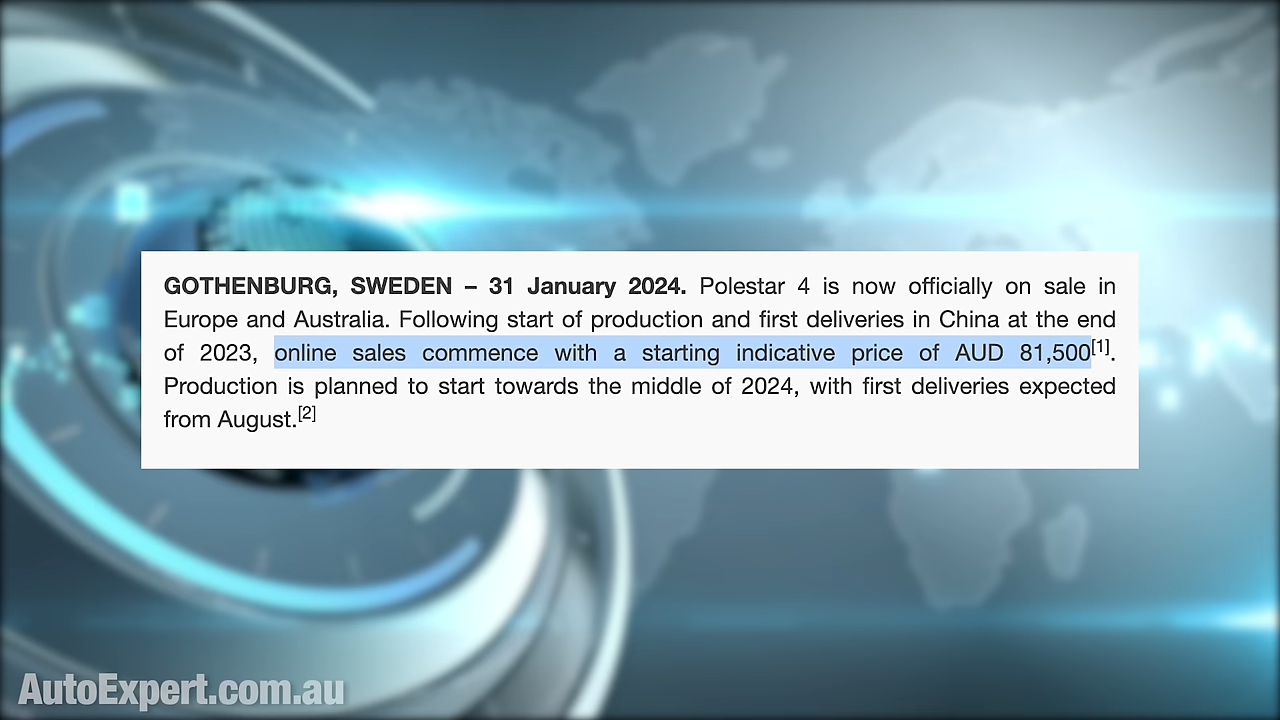 GOTHENBURG, SWEDEN – 31 January 2024. Polestar 4 is now officially on sale in
Europe and Australia. Following start of production and first deliveries in China at the end
of 2023, online sales commence with a starting indicative price of AUD 81,500[1].
Production is planned to start towards the middle of 2024, with first deliveries expected
from August.[2]
AutoExpert.com.au